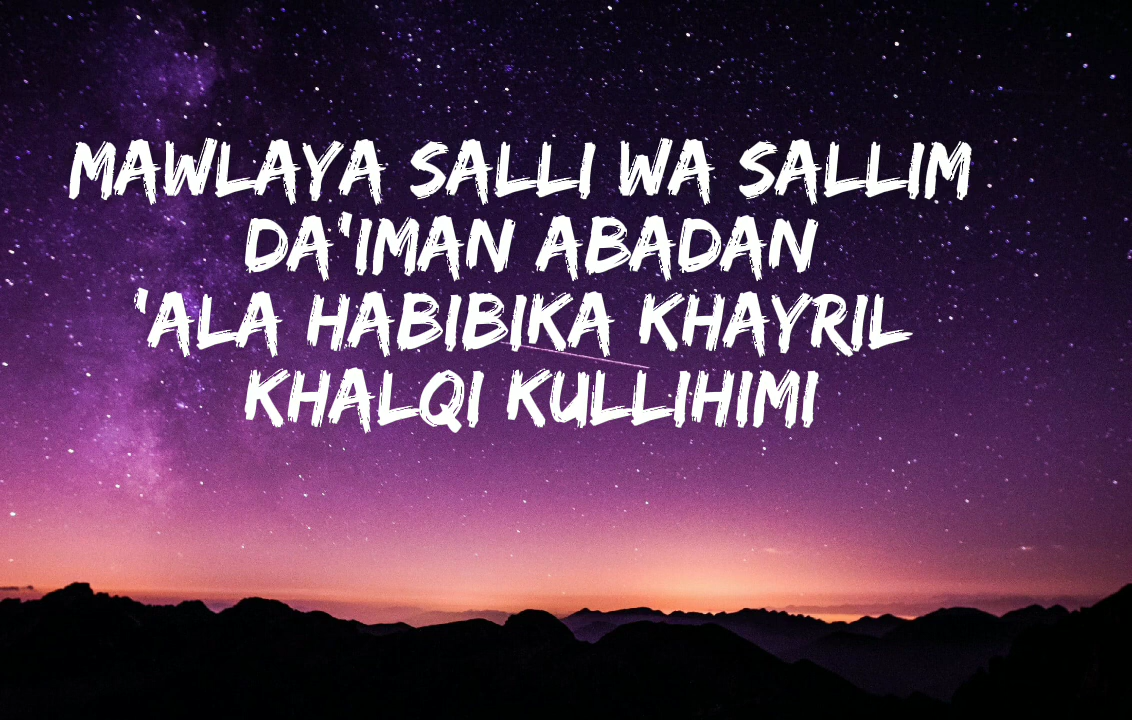 MAWLAYA SALLI WA SALLIM
DA'IMAN ABADAN
'ALA HABIBIKA KHAYRIL
KHALQI KULLIHIMI